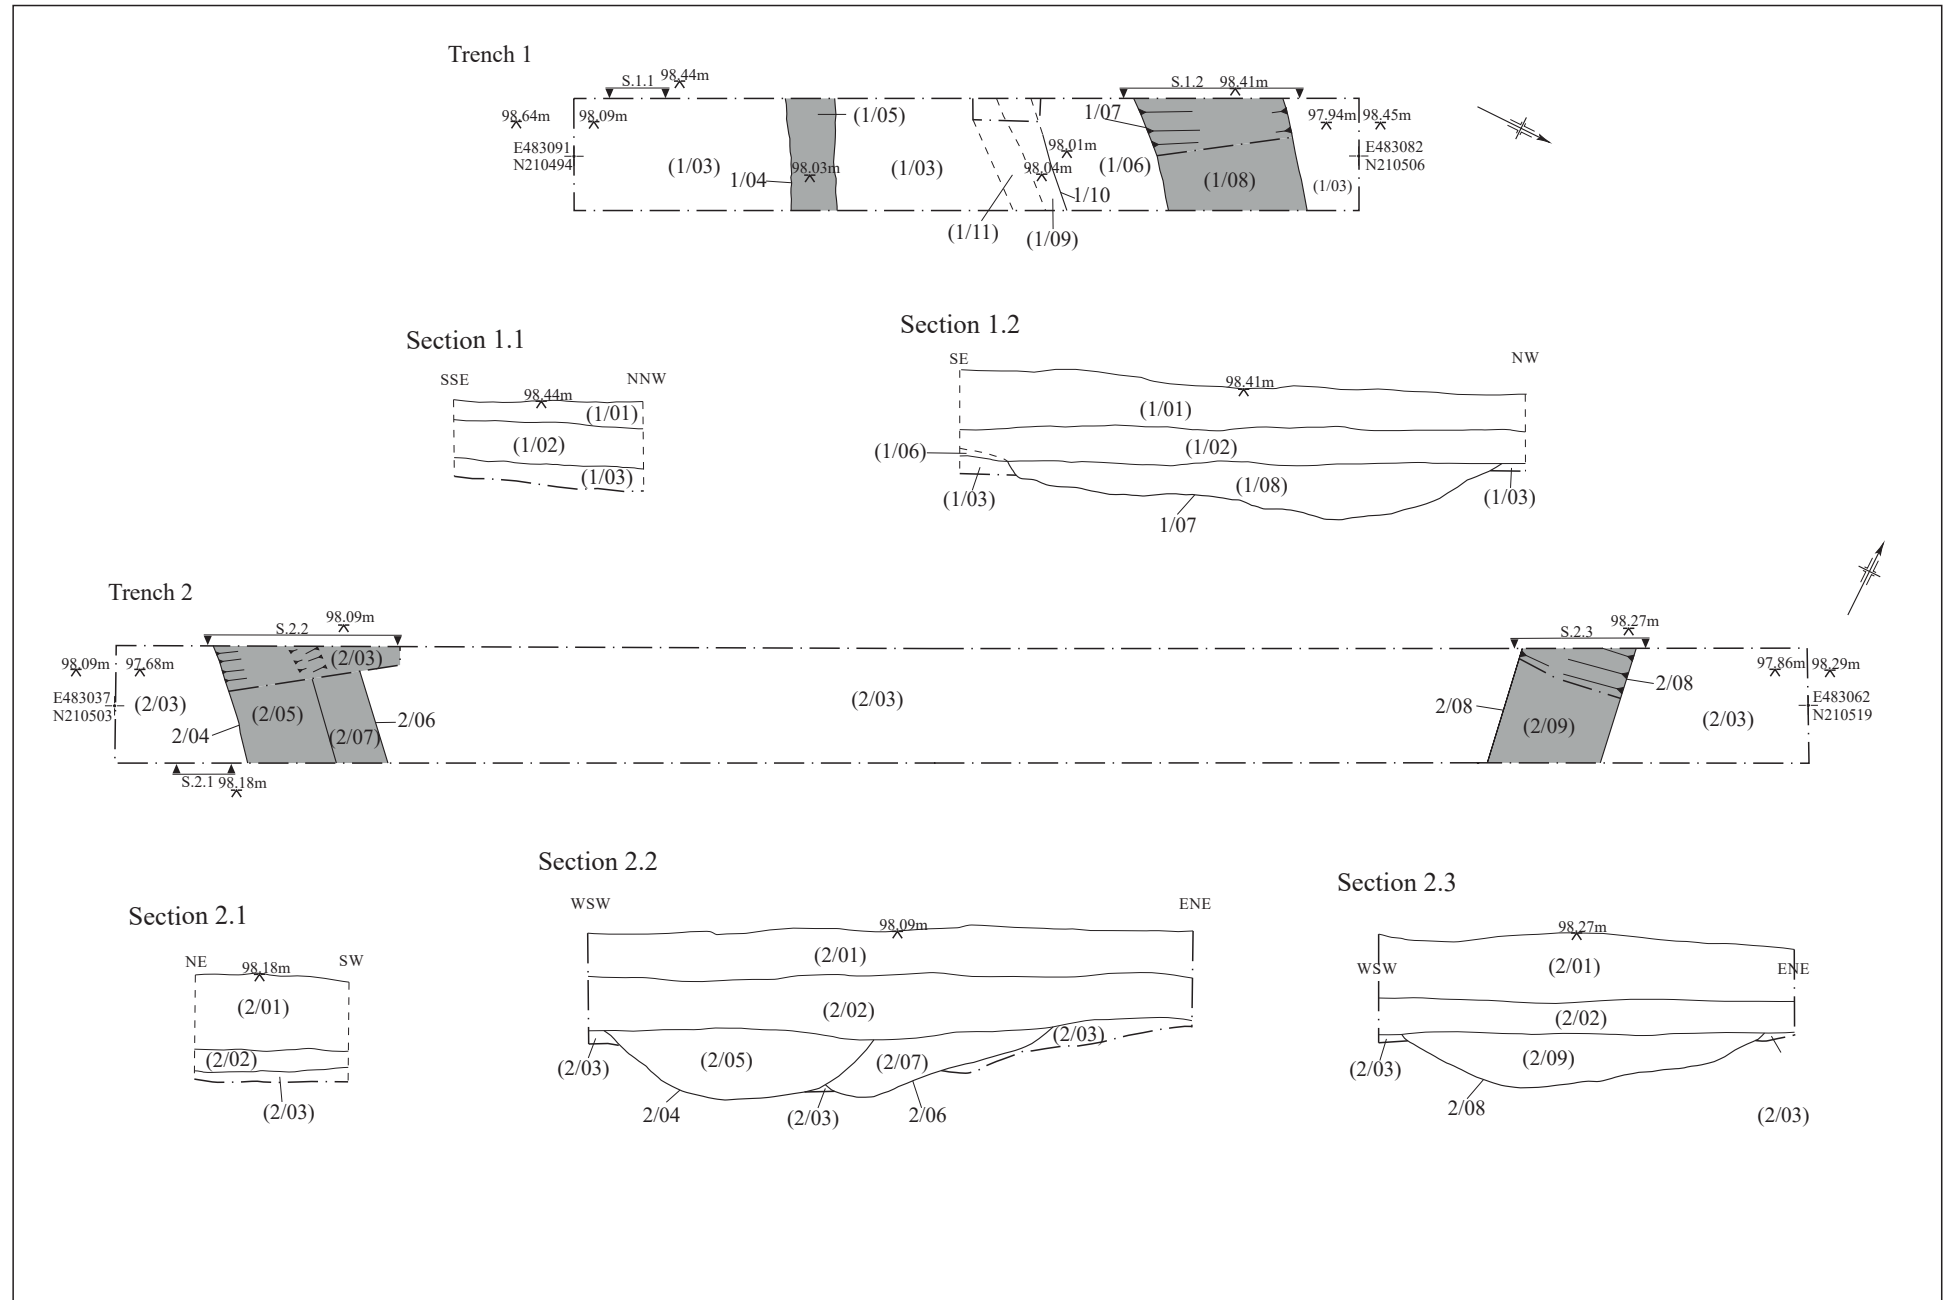 Trench 1
S.1.1 98.44m
S.1.2 98.41m
98.64m 98.09m
(1/05)
1/07
97.94m 98.45m
E483091
N210494
(1/03)
1/04
98.03m
(1/03)
98.01m
98.04m
(1/06)
1/10
(1/08)
(1/03)
E483082
N210506
(1/11)
(1/09)
Section 1.1
SSE
NNW
98.44m
(1/01)
(1/02)
(1/03)
Section 1.2
SE
NW
98.41m
(1/01)
(1/02)
(1/06)
(1/03)
(1/08)
(1/03)
1/07
Trench 2
S.2.2
98.09m
S.2.3
98.27m
98.09m 97.68m
(2/03)
97.86m 98.29m
E483037
N210503
(2/03)
2/04
(2/05)
(2/07)
2/06
(2/03)
2/08
(2/09)
2/08
(2/03)
E483062
N210519
S.2.1 98.18m
Section 2.1
NE
SW
98.18m
(2/01)
(2/02)
(2/03)
Section 2.2
WSW
ENE
98.09m
(2/01)
(2/02)
(2/03)
(2/05)
(2/07)
(2/03)
2/04
(2/03)
2/06
Section 2.3
98.27m
WSW
ENE
(2/01)
(2/02)
(2/03)
(2/09)
2/08
(2/03)